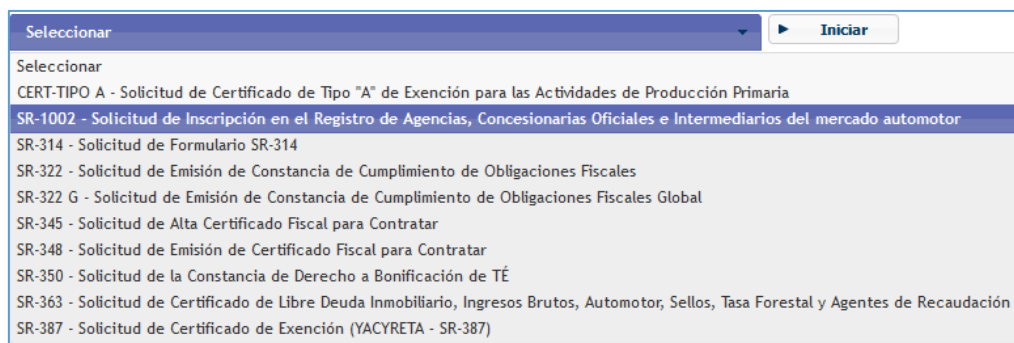 Seleccionar
Iniciar
Seleccionar
CERT-TIPO A - Solicitud de Certificado de Tipo "A" de Exención para las Actividades de Producción Primaria
SR-1002 - Solicitud de Inscripción en el Registro de Agencias, Concesionarias Oficiales e Intermediarios del mercado automotor
SR-314 - Solicitud de Formulario SR-314
SR-322 - Solicitud de Emisión de Constancia de Cumplimiento de Obligaciones Fiscales
SR-322 G - Solicitud de Emisión de Constancia de Cumplimiento de Obligaciones Fiscales Global
SR-345 - Solicitud de Alta Certificado Fiscal para Contratar
SR-348 - Solicitud de Emisión de Certificado Fiscal para Contratar
SR-350 - Solicitud de la Constancia de Derecho a Bonificación de TÉ
SR-363 - Solicitud de Certificado de Libre Deuda Inmobiliario, Ingresos Brutos, Automotor, Sellos, Tasa Forestal y Agentes de Recaudación
SR-387 - Solicitud de Certificado de Exención (YACYRETA - SR-387)